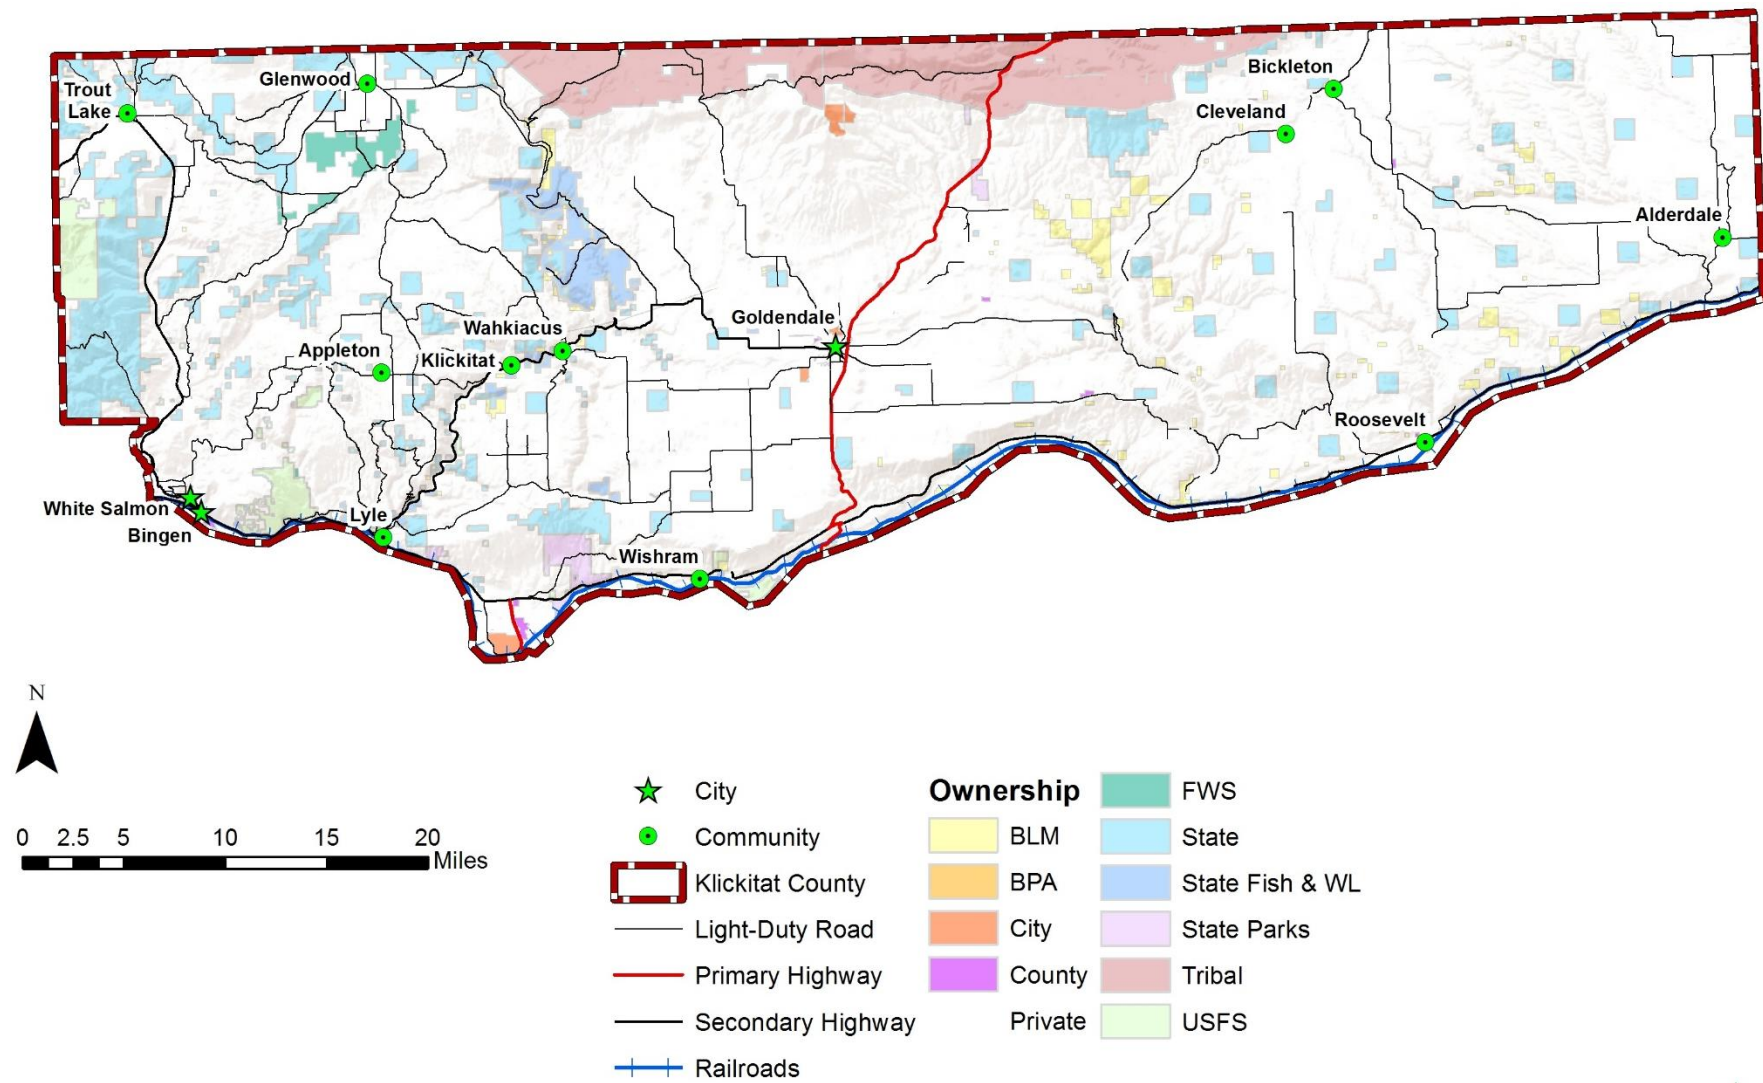 Bickleton
Glenwood
Trout
Lake
Cleveland
Alderdale
Goldendale
Wahkiacus
Appleton
Klickitat
Roosevelt
White Salmon
Lyle
Bingen
Wishram
N
0 2.5 5 10 15 20
Miles
City
Community
Klickitat County
Light-Duty Road
Primary Highway
Secondary Highway
Railroads
Ownership
BLM
BPA
City
County
Private
FWS
State
State Fish & WL
State Parks
Tribal
USFS